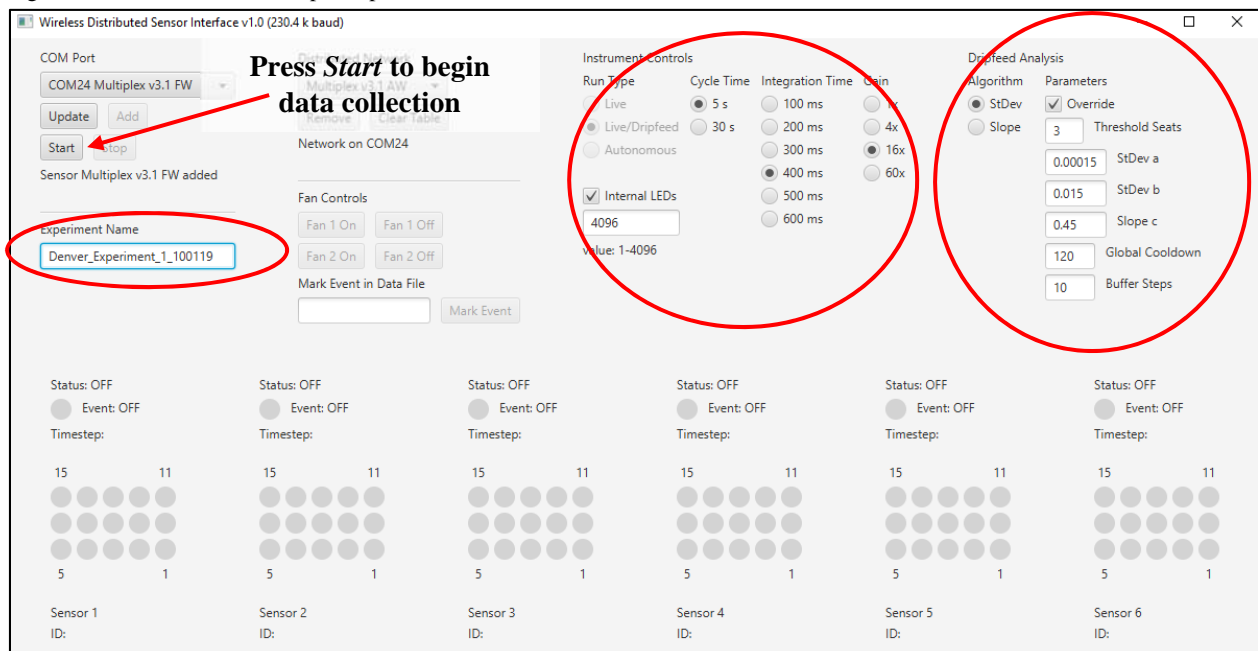 Wireless Distributed Sensor Interface v1.0 (230.4 k baud)
COM Port
COM24 Multiplex v3.1 FW
Update Add
Start Stop
Sensor Multiplex v3.1 FW added
Experiment Name
Denver_Experiment_1_100119
Press Start to begin
data collection
Distributed Network
Multiplex v3.1 AW
Remove Clear Table
Network on COM24
Fan Controls
Fan 1 On Fan 1 Off
Fan 2 On Fan 2 Off
Mark Event in Data File
Mark Event
Instrument Controls
Run Type Cycle Time Integration Time Gain
Live 5 s 100 ms 1x
Live/Dripfeed 30 s 200 ms 4x
Autonomous 300 ms 16x
400 ms 60x
Internal LEDs 500 ms
4096 600 ms
value: 1-4096
Dripfeed Analysis
Algorithm Parameters
StDev Override
Slope 3 Threshold Seats
0.00015 StDev a
0.015 StDev b
0.45 Slope c
120 Global Cooldown
10 Buffer Steps
Status: OFF Status: OFF Status: OFF Status: OFF Status: OFF Status: OFF
Event: OFF Event: OFF Event: OFF Event: OFF Event: OFF Event: OFF
Timestep: Timestep: Timestep: Timestep: Timestep: Timestep:
15 11 15 11 15 11 15 11 15 11 15 11
5 1 5 1 5 1 5 1 5 1 5 1
Sensor 1 Sensor 2 Sensor 3 Sensor 4 Sensor 5 Sensor 6
ID: ID: ID: ID: ID: ID: